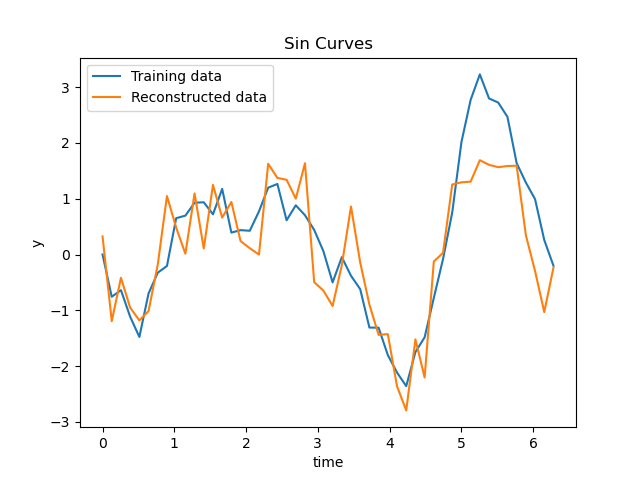 Sin Curves
Training data
Reconstructed data
y
3
2
1
0
−1
−2
−3
0 1 2 3 4 5 6
time